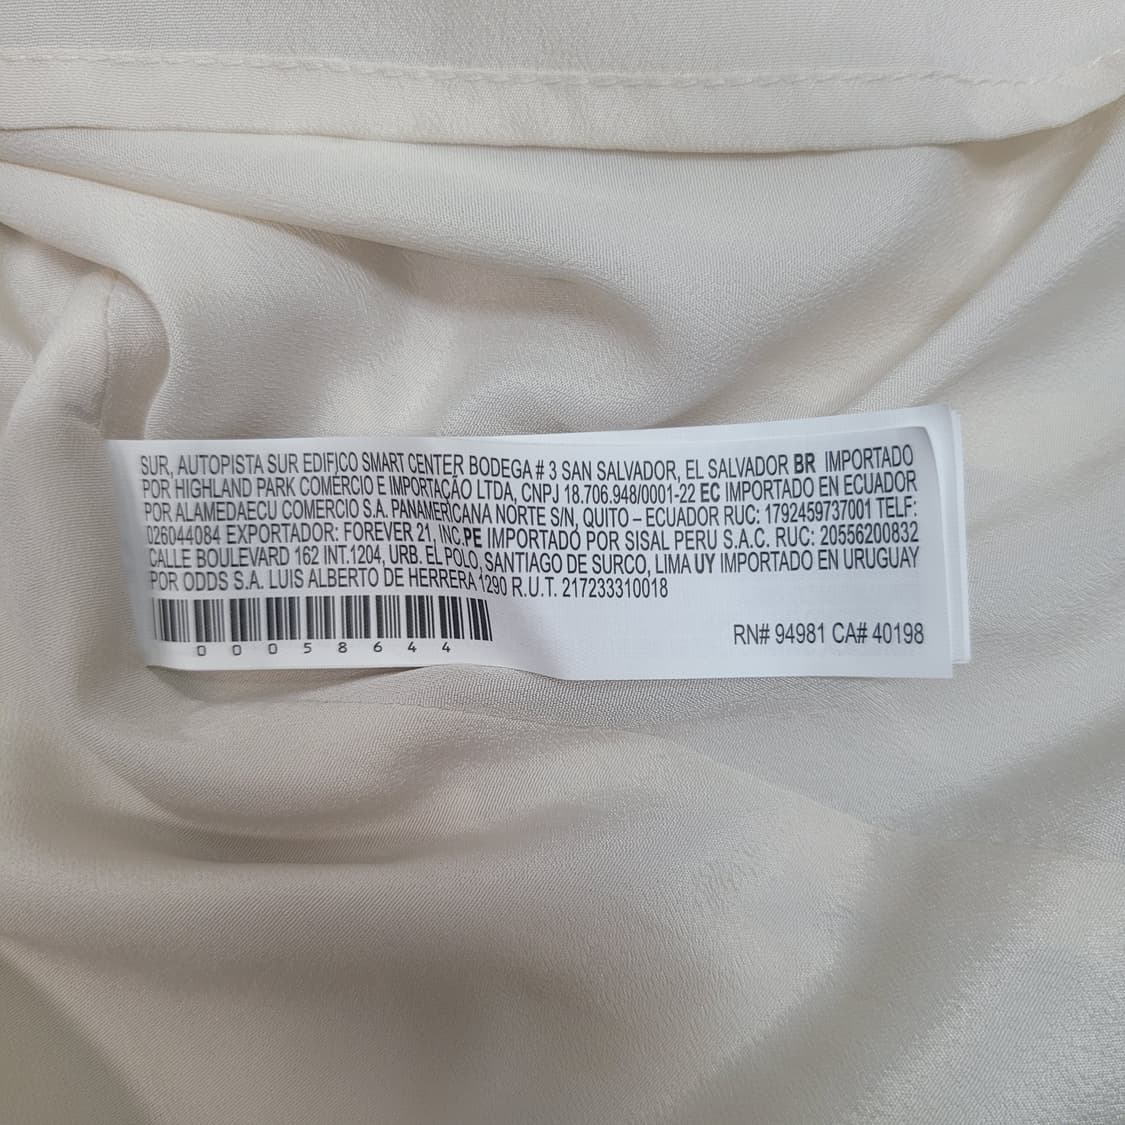 SUR, AUTOPISTA SUR EDIFICO SMART CENTER BODEGA # 3 SAN SALVADOR, EL SALVADOR BR IMPORTADO
POR HIGHLAND PARK COMÉRCIO E IMPORTAÇÃO LTDA, CNPJ 18.706.948/0001-22 EC IMPORTADO EN ECUADOR
POR ALAMEDAECU COMERCIO S.A. PANAMERICANA NORTE S/N, QUITO – ECUADOR RUC: 1792459737001 TELF:
026044084 EXPORTADOR: FOREVER 21, INC.PE IMPORTADO POR SISAL PERU S.A.C. RUC: 20556200832
CALLE BOULEVARD 162 INT.1204, URB. EL POLO, SANTIAGO DE SURCO, LIMA UY IMPORTADO EN URUGUAY
POR ODDS S.A. LUIS ALBERTO DE HERRERA 1290 R.U.T. 217233310018
00058644
RN# 94981 CA# 40198